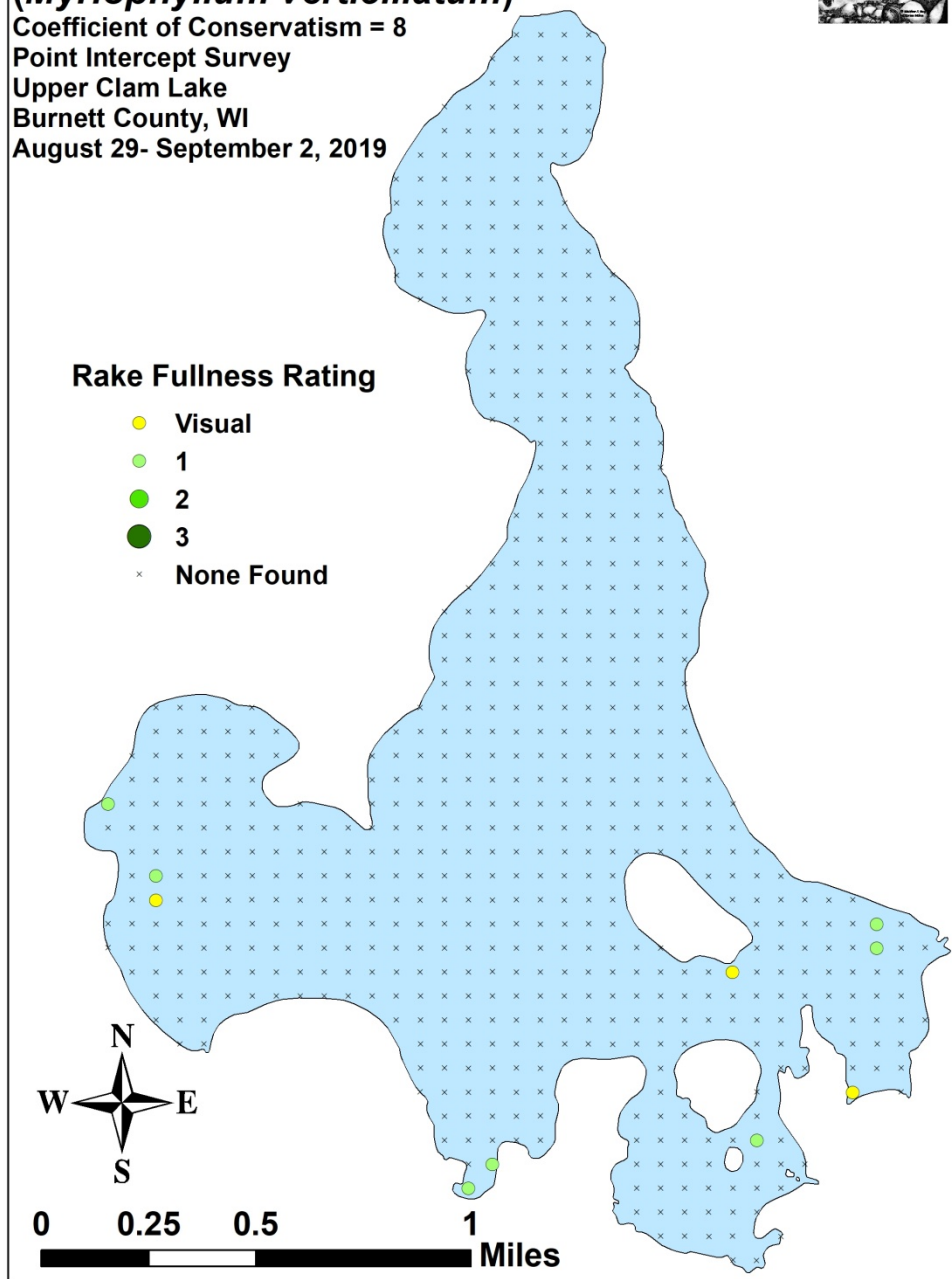 (Myriophyllum verticillatum)
Coefficient of Conservatism = 8
Point Intercept Survey
Upper Clam Lake
Burnett County, WI
August 29- September 2, 2019
Rake Fullness Rating
Visual
1
2
3
None Found
N
W E
S
0 0.25 0.5 1
Miles